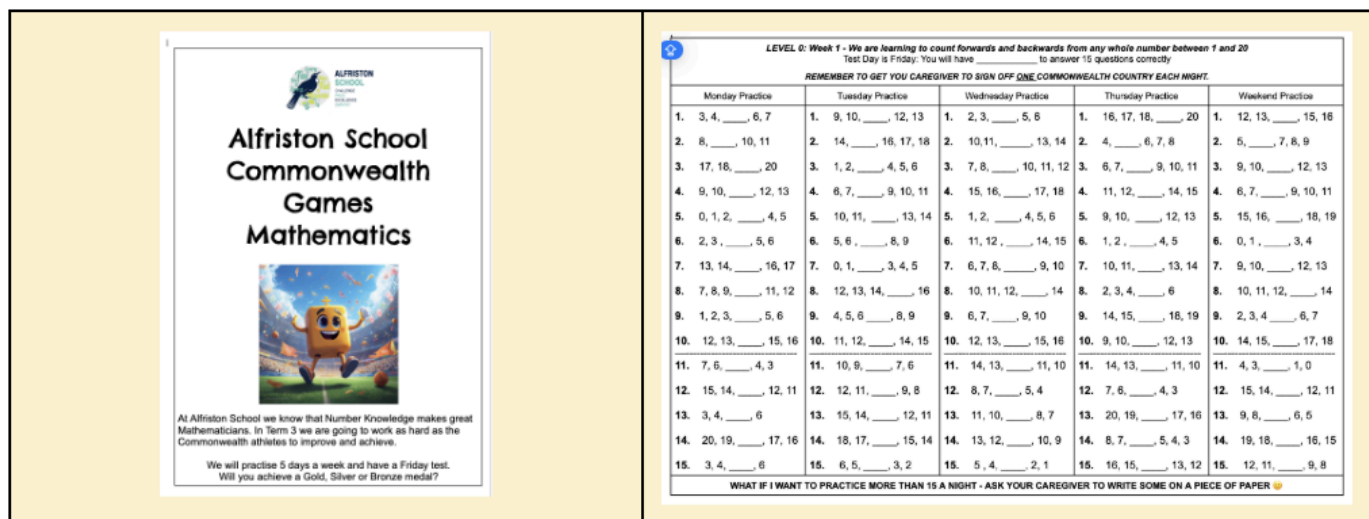 ALFRISTON
SCHOOL
CHALLENGE
EXCELLENCE
Alfriston School
Commonwealth
Games
Mathematics
At Alfriston School we know that Number Knowledge makes great
Mathematicians. In Term 3 we are going to work as hard as the
Commonwealth athletes to improve and achieve.
We will practise 5 days a week and have a Friday test.
Will you achieve a Gold, Silver or Bronze medal?
LEVEL 0: Week 1 - We are learning to count forwards and backwards from any whole number between 1 and 20
Test Day is Friday: You will have ____________ to answer 15 questions correctly
REMEMBER TO GET YOU CAREGIVER TO SIGN OFF ONE COMMONWEALTH COUNTRY EACH NIGHT.
Monday Practice Tuesday Practice Wednesday Practice Thursday Practice Weekend Practice
1. 3, 4, ____, 6, 7 1. 9, 10, ____, 12, 13 1. 2, 3, ____, 5, 6 1. 16, 17, 18, ____, 20 1. 12, 13, ____, 15, 16
2. 8, ____, 10, 11 2. 14, ____, 16, 17, 18 2. 10,11, _____, 13, 14 2. 4, ____, 6, 7, 8 2. 5, ____, 7, 8, 9
3. 17, 18, ____, 20 3. 1, 2, ____, 4, 5, 6 3. 7, 8, ____, 10, 11, 12 3. 6, 7, ____, 9, 10, 11 3. 9, 10, ____, 12, 13
4. 9, 10, ____, 12, 13 4. 6, 7, ____, 9, 10, 11 4. 15, 16, ____, 17, 18 4. 11, 12, ____, 14, 15 4. 6, 7, ____, 9, 10, 11
5. 0, 1, 2, ____, 4, 5 5. 10, 11, ____, 13, 14 5. 1, 2, ____, 4, 5, 6 5. 9, 10, ____, 12, 13 5. 15, 16, ____, 18, 19
6. 2, 3 , ____, 5, 6 6. 5, 6 , ____, 8, 9 6. 11, 12 , ____, 14, 15 6. 1, 2 , ____, 4, 5 6. 0, 1 , ____, 3, 4
7. 13, 14, ____, 16, 17 7. 0, 1, ____, 3, 4, 5 7. 6, 7, 8, _____, 9, 10 7. 10, 11, ____, 13, 14 7. 9, 10, ____, 12, 13
8. 7, 8, 9, ____, 11, 12 8. 12, 13, 14, ____, 16 8. 10, 11, 12, ____, 14 8. 2, 3, 4, ____, 6 8. 10, 11, 12, ____, 14
9. 1, 2, 3, ____, 5, 6 9. 4, 5, 6 ____, 8, 9 9. 6, 7, ____, 9, 10 9. 14, 15, ____, 18, 19 9. 2, 3, 4 ____, 6, 7
10. 12, 13, ____, 15, 16 10. 11, 12, ____, 14, 15 10. 12, 13, ____, 15, 16 10. 9, 10, ____, 12, 13 10. 14, 15, ____, 17, 18
11. 7, 6, ____, 4, 3 11. 10, 9, ____, 7, 6 11. 14, 13, ____, 11, 10 11. 14, 13, ____, 11, 10 11. 4, 3, ____, 1, 0
12. 15, 14, ____, 12, 11 12. 12, 11, ____, 9, 8 12. 8, 7, ____, 5, 4 12. 7, 6, ____, 4, 3 12. 15, 14, ____, 12, 11
13. 3, 4, ____, 6 13. 15, 14, ____, 12, 11 13. 11, 10, ____, 8, 7 13. 20, 19, ____, 17, 16 13. 9, 8, ____, 6, 5
14. 20, 19, ____, 17, 16 14. 18, 17, ____, 15, 14 14. 13, 12, ____, 10, 9 14. 8, 7, ____, 5, 4, 3 14. 19, 18, ____, 16, 15
15. 3, 4, ____, 6 15. 6, 5, ____, 3, 2 15. 5 , 4, ____, 2, 1 15. 16, 15, ____, 13, 12 15. 12, 11, ____, 9, 8
WHAT IF I WANT TO PRACTICE MORE THAN 15 A NIGHT - ASK YOUR CAREGIVER TO WRITE SOME ON A PIECE OF PAPER 🙂